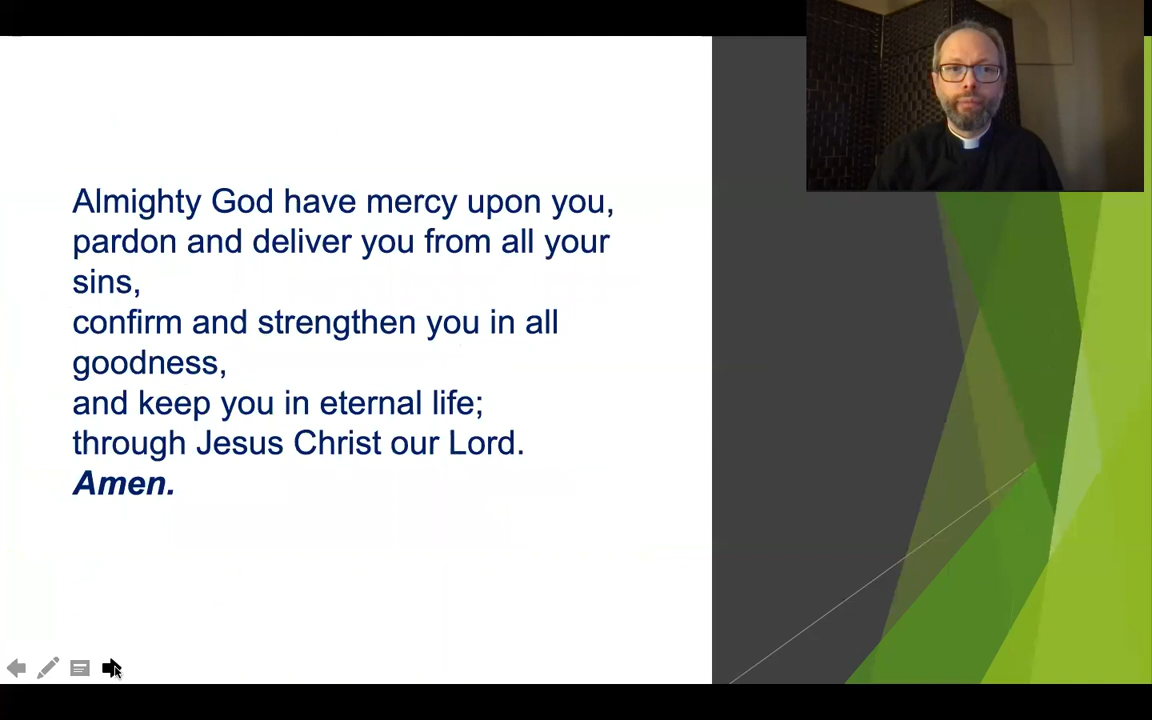 Almighty God have mercy upon you,
pardon and deliver you from all your
sins,
confirm and strengthen you in all
goodness,
and keep you in eternal life;
through Jesus Christ our Lord.
Amen.